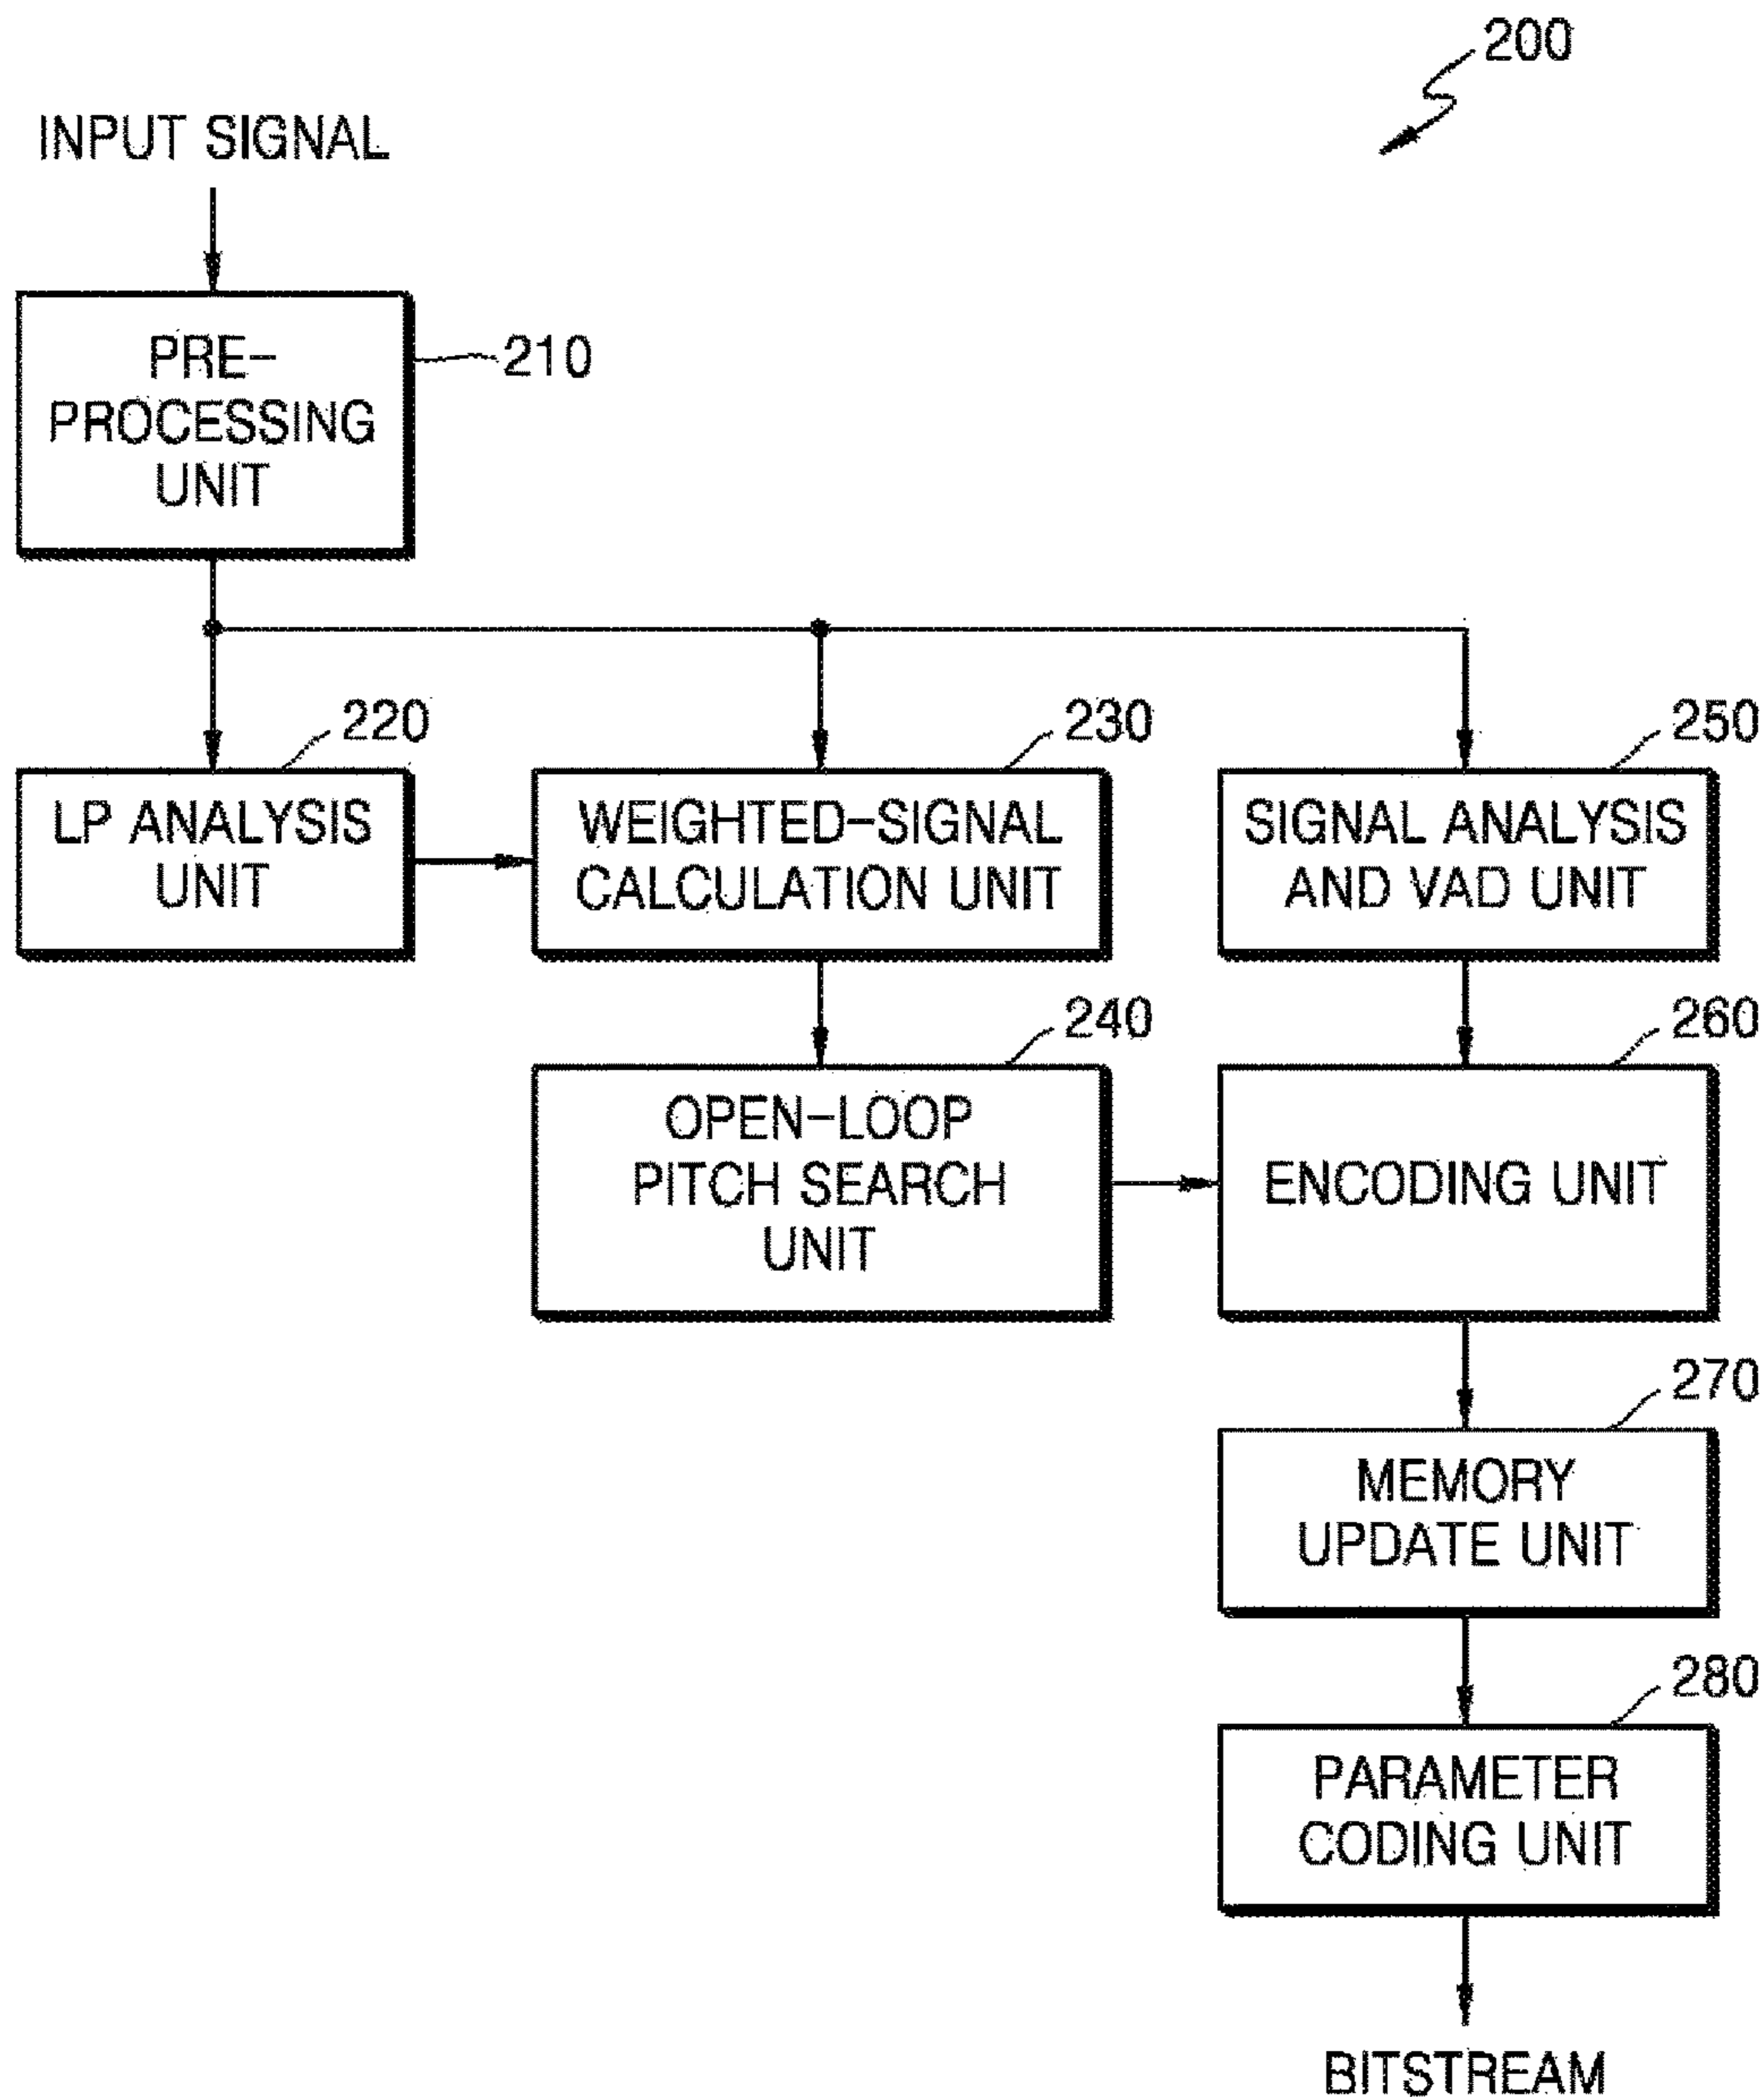 200
INPUT SIGNAL
PRE-
PROCESSING
UNIT
210
220
LP ANALYSIS
UNIT
230
WEIGHTED-SIGNAL
CALCULATION UNIT
250
SIGNAL ANALYSIS
AND VAD UNIT
240
OPEN-LOOP
PITCH SEARCH
UNIT
260
ENCODING UNIT
270
MEMORY
UPDATE UNIT
280
PARAMETER
CODING UNIT
BITSTREAM